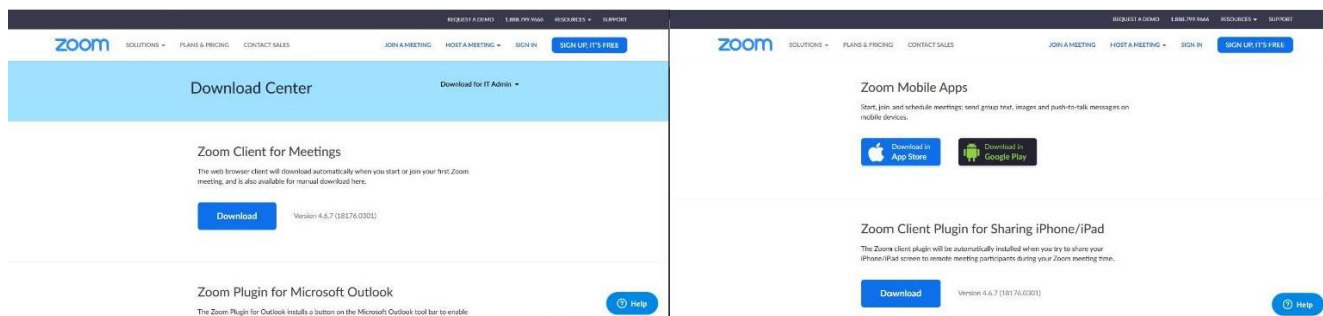 REQUEST A DEMO 1.888.799.9666 RESOURCES SUPPORT
zoom SOLUTIONS PLANS & PRICING CONTACT SALES JOIN A MEETING HOST A MEETING SIGN IN SIGN UP, IT'S FREE
Download Center Download for IT Admin
Zoom Client for Meetings
The web browser client will download automatically when you start or join your first Zoom
meeting, and is also available for manual download here.
Download Version 4.6.7 (18176.0301)
Zoom Plugin for Microsoft Outlook
The Zoom Plugin for Outlook installs a button on the Microsoft Outlook tool bar to enable
Help
REQUEST A DEMO 1.888.799.9666 RESOURCES SUPPORT
zoom SOLUTIONS PLANS & PRICING CONTACT SALES JOIN A MEETING HOST A MEETING SIGN IN SIGN UP, IT'S FREE
Zoom Mobile Apps
Start, join and schedule meetings; send group text, images and push-to-talk messages on
mobile devices.
Download in
App Store
Download in
Google Play
Zoom Client Plugin for Sharing iPhone/iPad
The Zoom client plugin will be automatically installed when you try to share your
iPhone/iPad screen to remote meeting participants during your Zoom meeting time.
Download Version 4.6.7 (18176.0301)
Help